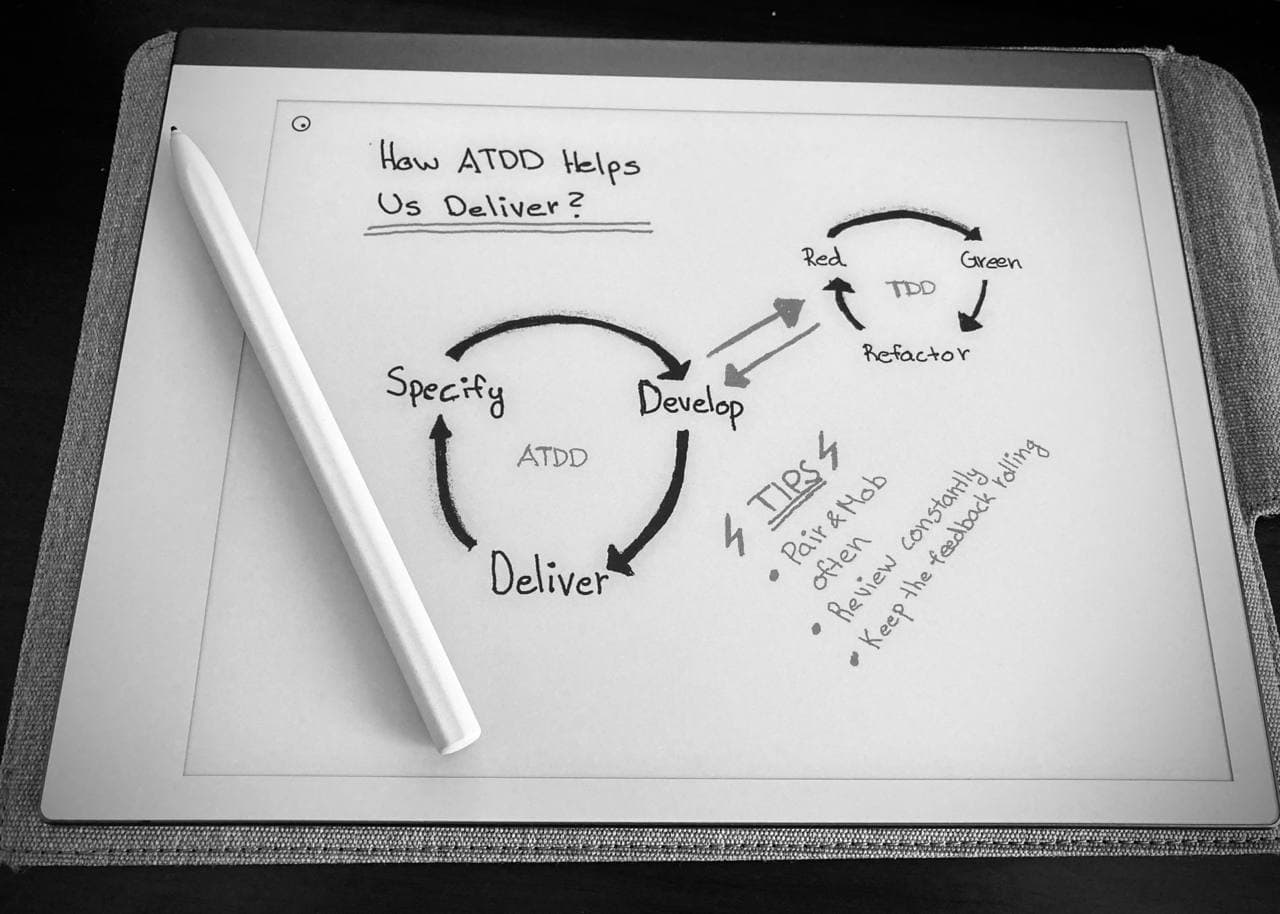 How ATDD Helps
Us Deliver?
Red
Green
TDD
Refactor
Specify
Develop
ATDD
Deliver
TIPS
• Pair & Mob
often
• Review constantly
• Keep the feedback rolling